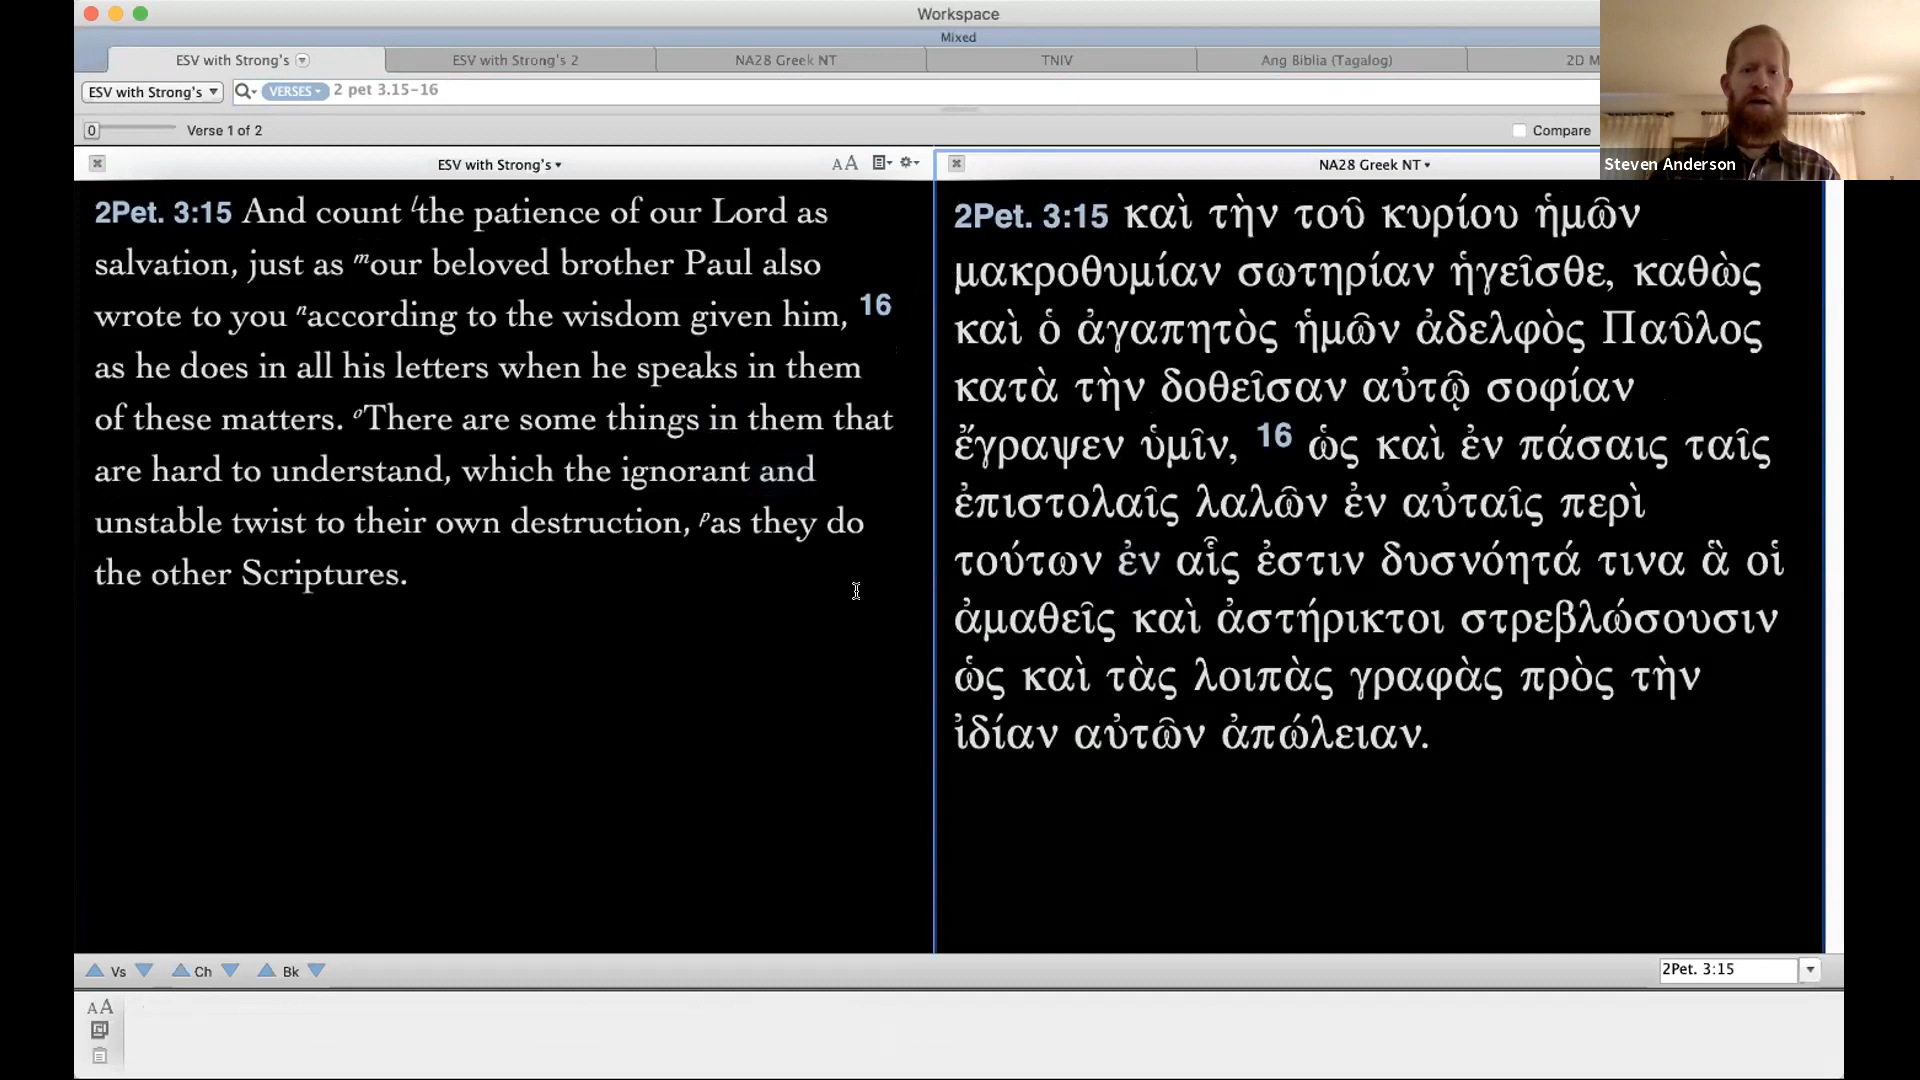 Workspace
Mixed
ESV with Strong's
ESV with Strong's 2
NA28 Greek NT
TNIV
Ang Biblia (Tagalog)
2D M
ESV with Strong's
VERSES
2 pet 3.15-16
0
Verse 1 of 2
Compare
Steven Anderson
ESV with Strong's
AA
2Pet. 3:15 And count lthe patience of our Lord as
salvation, just as mour beloved brother Paul also
wrote to you naccording to the wisdom given him, 16
as he does in all his letters when he speaks in them
of these matters. oThere are some things in them that
are hard to understand, which the ignorant and
unstable twist to their own destruction, pas they do
the other Scriptures.
NA28 Greek NT
2Pet. 3:15 καὶ τὴν τοῦ κυρίου ἡμῶν
μακροθυμίαν σωτηρίαν ἡγεῖσθε, καθὼς
καὶ ὁ ἀγαπητὸς ἡμῶν ἀδελφὸς Παῦλος
κατὰ τὴν δοθεῖσαν αὐτῷ σοφίαν
ἔγραψεν ὑμῖν, 16 ὡς καὶ ἐν πάσαις ταῖς
ἐπιστολαῖς λαλῶν ἐν αὐταῖς περὶ
τούτων ἐν αἷς ἐστιν δυσνόητά τινα ἃ οἱ
ἀμαθεῖς καὶ ἀστήρικτοι στρεβλώσουσιν
ὡς καὶ τὰς λοιπὰς γραφὰς πρὸς τὴν
ἰδίαν αὐτῶν ἀπώλειαν.
Vs
Ch
Bk
2Pet. 3:15
AA